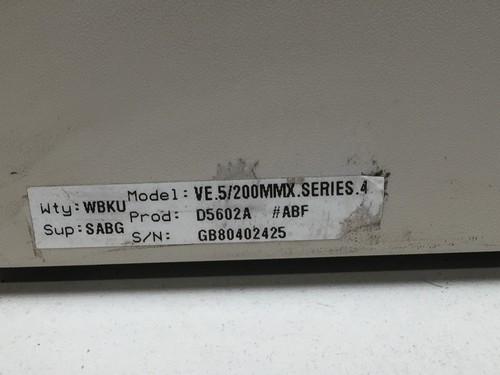 Wty: WBKU Model: VE.5/200MMX.SERIES.4
Prod: D5602A #ABF
Sup: SABG S/N: GB80402425